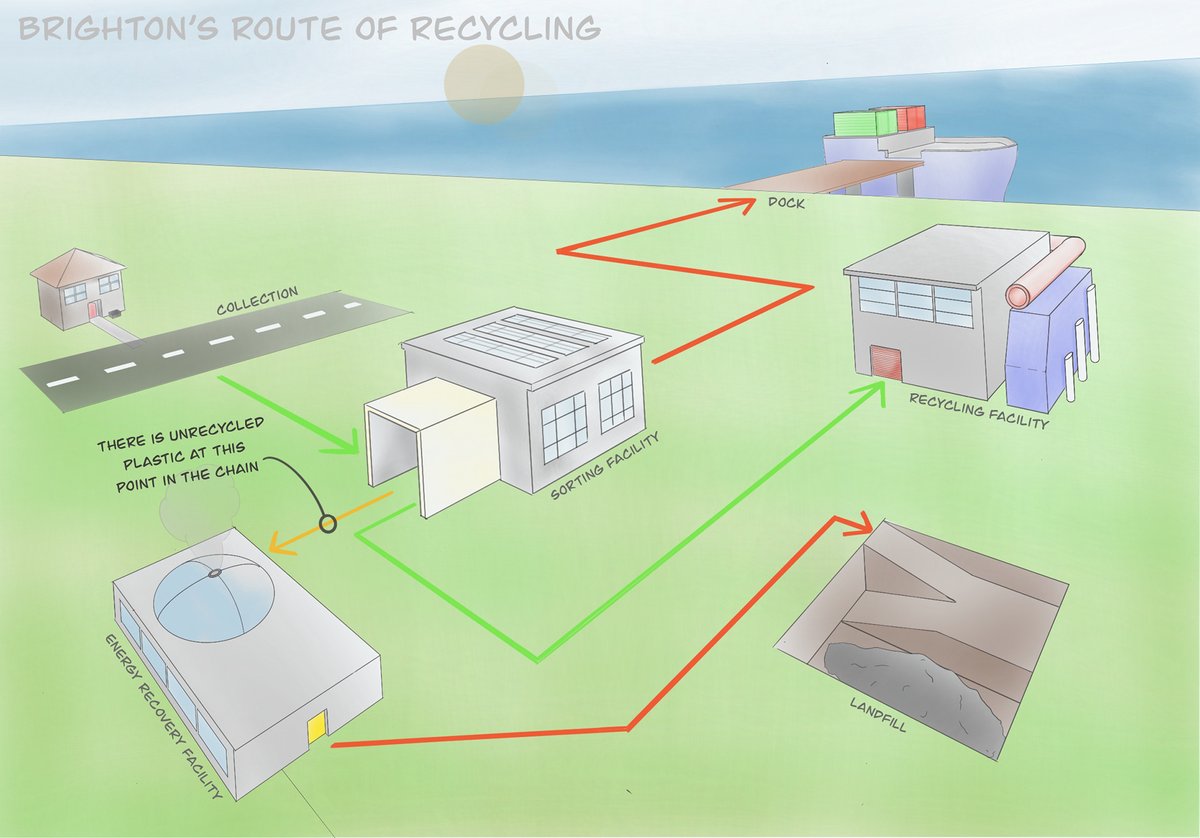 BRIGHTON'S ROUTE OF RECYCLING
DOCK
COLLECTION
RECYCLING FACILITY
THERE IS UNRECYCLED
PLASTIC AT THIS
POINT IN THE CHAIN
SORTING FACILITY
ENERGY RECOVERY FACILITY
LANDFILL